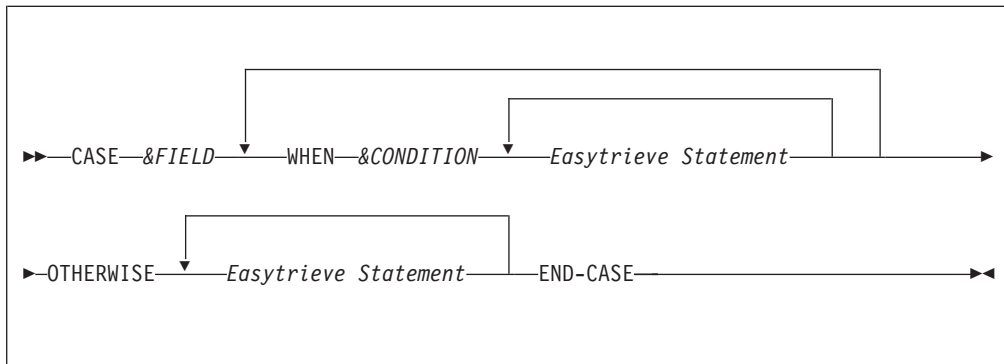 CASE &FIELD WHEN &CONDITION Easytrieve Statement
OTHERWISE Easytrieve Statement END-CASE